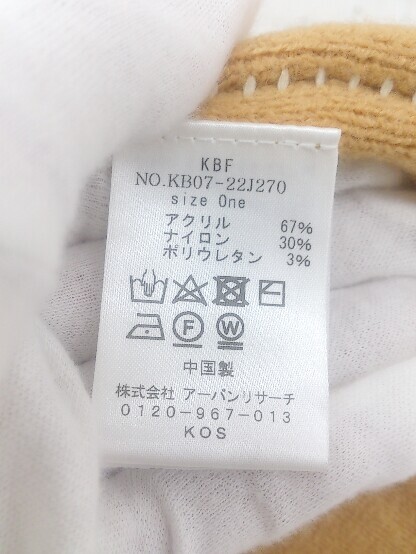 KBF
NO.KB07-22J270
size One
アクリル 67%
ナイロン 30%
ポリウレタン 3%
F W
中国製
株式会社 アーバンリサーチ
0120-967-013
KOS